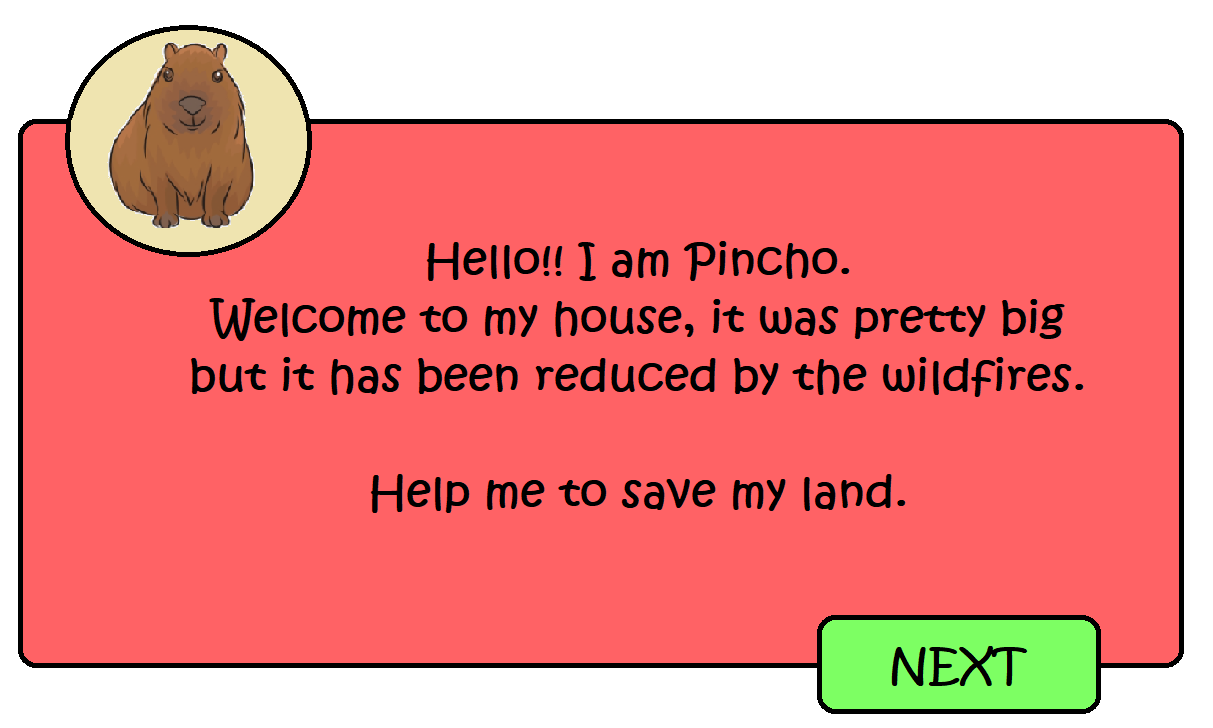 Hello!! I am Pincho.
Welcome to my house, it was pretty big
but it has been reduced by the wildfires.
Help me to save my land.
NEXT